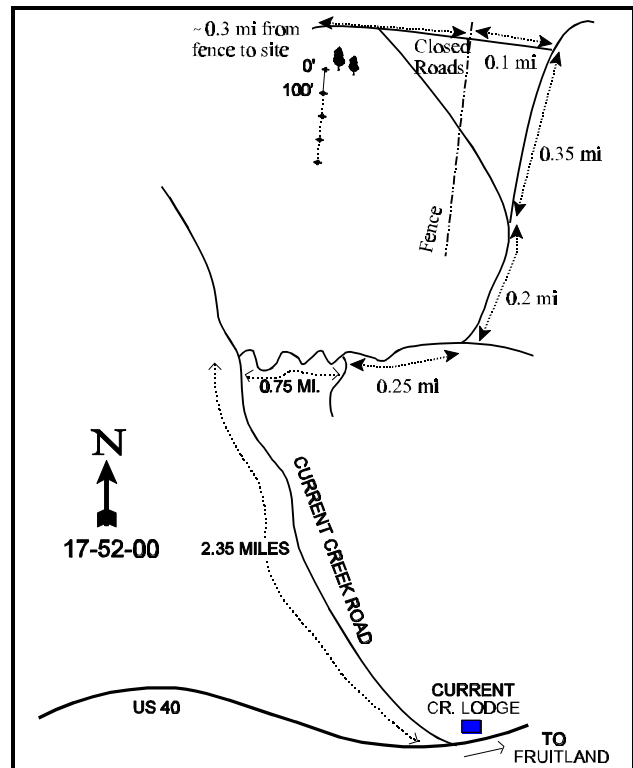 ~ 0.3 mi from
fence to site
0'
100'
Closed
Roads
0.1 mi
0.35 mi
Fence
0.2 mi
0.75 MI.
0.25 mi
N
17-52-00
2.35 MILES
CURRENT CREEK ROAD
CURRENT
CR. LODGE
US 40
TO
FRUITLAND